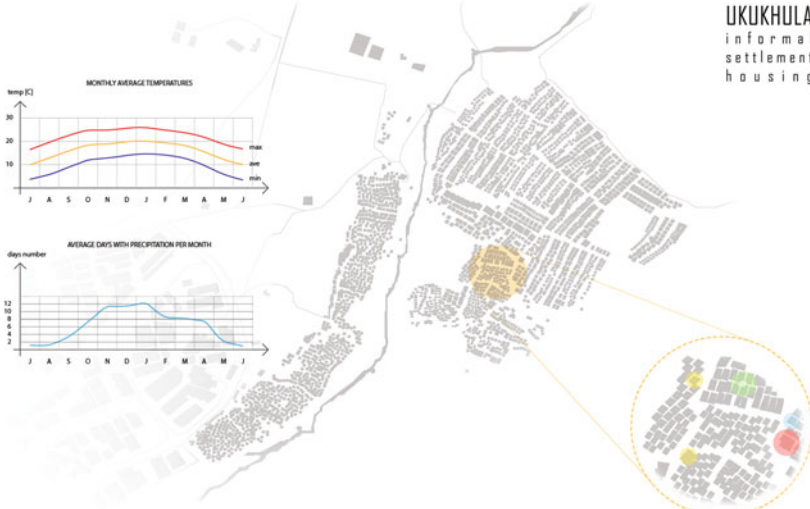 UKUKHULA
informal
settlement
housing
MONTHLY AVERAGE TEMPERATURES
temp [C]
30
20
10
max
ave
min
J A S O N D J F M A M J
AVERAGE DAYS WITH PRECIPITATION PER MONTH
days number
12
10
8
6
4
2
J A S O N D J F M A M J